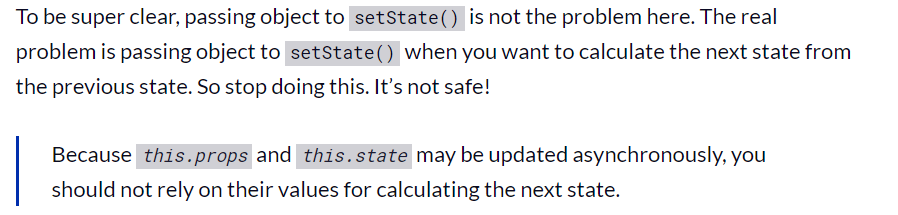 To be super clear, passing object to setState() is not the problem here. The real
problem is passing object to setState() when you want to calculate the next state from
the previous state. So stop doing this. It’s not safe!
Because this.props and this.state may be updated asynchronously, you
should not rely on their values for calculating the next state.